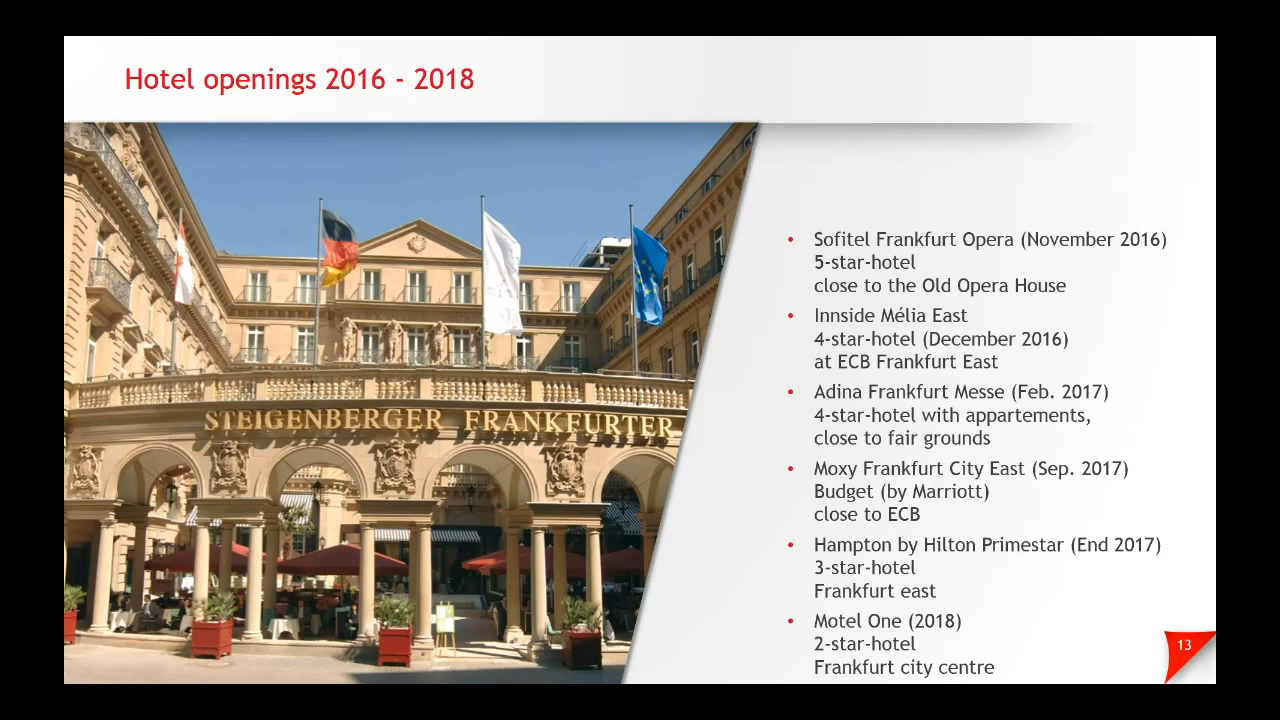 Hotel openings 2016 - 2018
STEIGENBERGER FRANKFURTER
• Sofitel Frankfurt Opera (November 2016)
5-star-hotel
close to the Old Opera House
• Innside Mélia East
4-star-hotel (December 2016)
at ECB Frankfurt East
• Adina Frankfurt Messe (Feb. 2017)
4-star-hotel with appartements,
close to fair grounds
• Moxy Frankfurt City East (Sep. 2017)
Budget (by Marriott)
close to ECB
• Hampton by Hilton Primestar (End 2017)
3-star-hotel
Frankfurt east
• Motel One (2018)
2-star-hotel
Frankfurt city centre
13